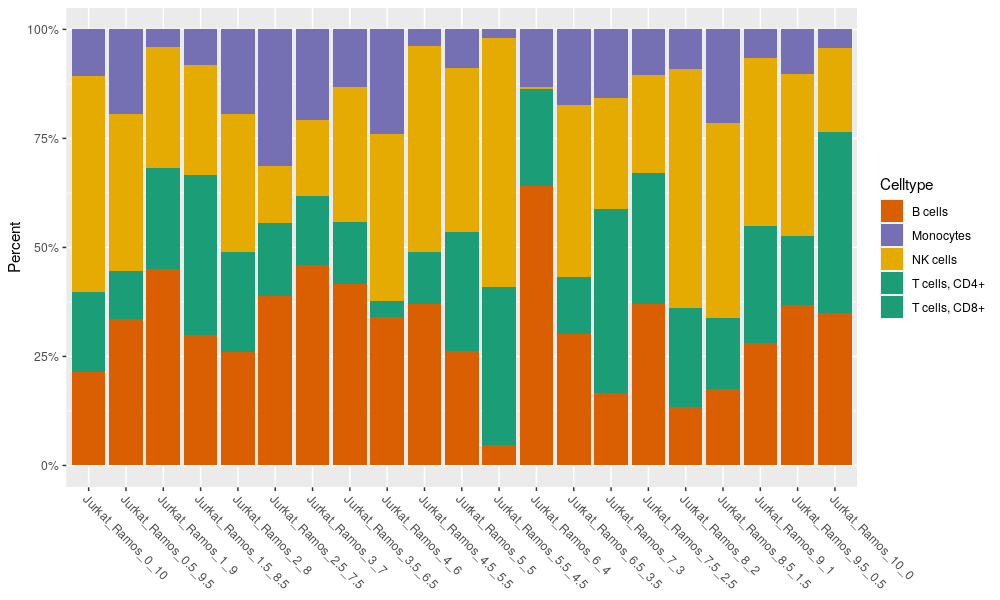 100%
75%
50%
25%
0%
Percent
Jurkat_Ramos_0_10
Jurkat_Ramos_0.5_9.5
Jurkat_Ramos_1_9
Jurkat_Ramos_1.5_8.5
Jurkat_Ramos_2_8
Jurkat_Ramos_2.5_7.5
Jurkat_Ramos_3_7
Jurkat_Ramos_3.5_6.5
Jurkat_Ramos_4_6
Jurkat_Ramos_4.5_5.5
Jurkat_Ramos_5_5
Jurkat_Ramos_5.5_4.5
Jurkat_Ramos_6_4
Jurkat_Ramos_6.5_3.5
Jurkat_Ramos_7_3
Jurkat_Ramos_7.5_2.5
Jurkat_Ramos_8_2
Jurkat_Ramos_8.5_1.5
Jurkat_Ramos_9_1
Jurkat_Ramos_9.5_0.5
Jurkat_Ramos_10_0
Celltype
B cells
Monocytes
NK cells
T cells, CD4+
T cells, CD8+